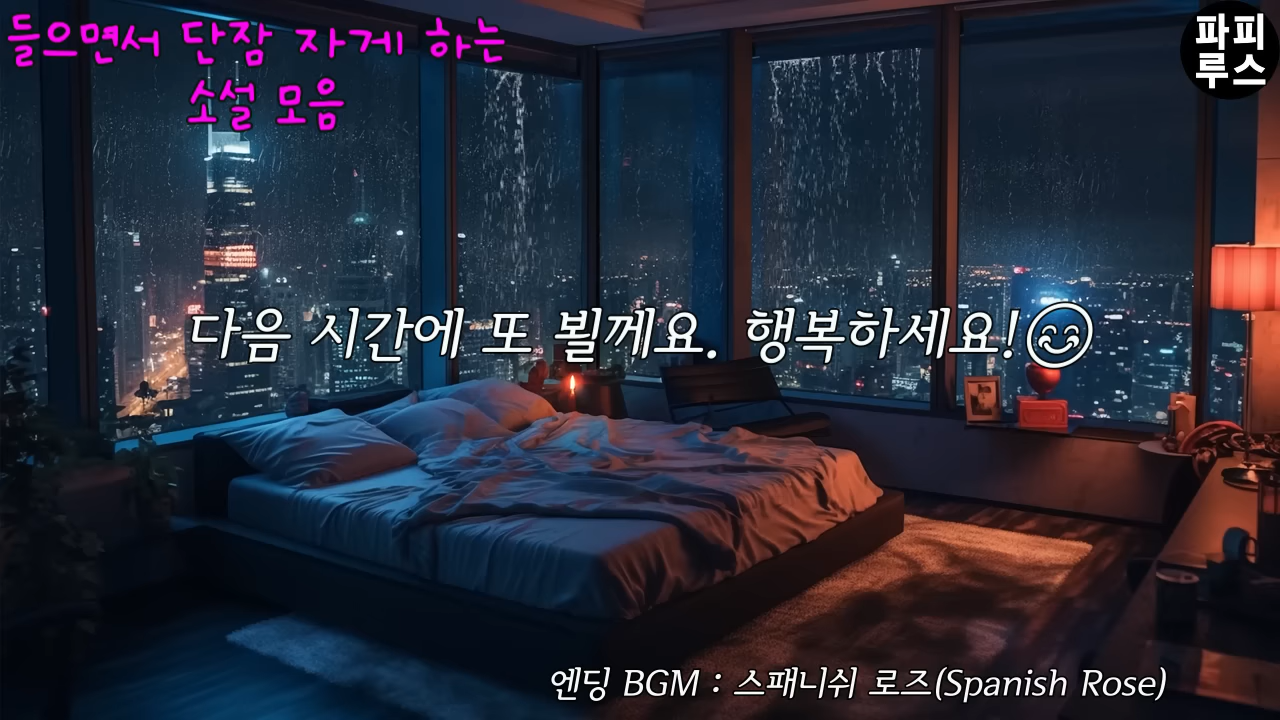 들으면서 단잠 자게 하는
소설 모음
파피
루스
다음 시간에 또 뵐께요. 행복하세요!😊
엔딩 BGM : 스패니쉬 로즈(Spanish Rose)